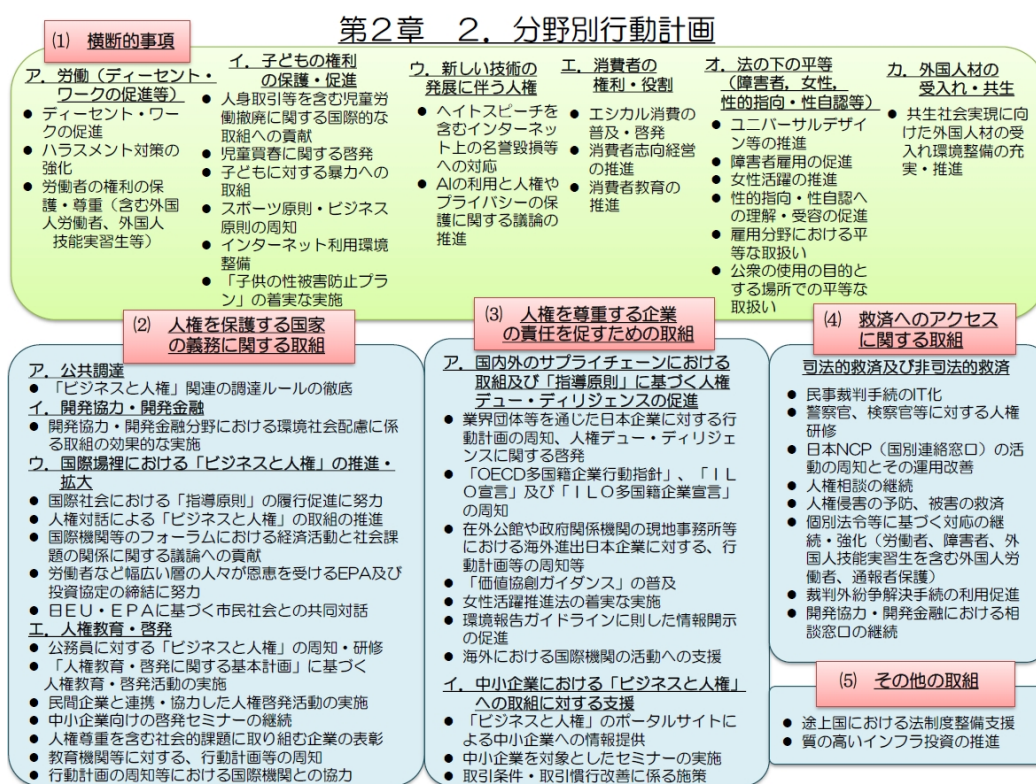 第2章　2．分野別行動計画
(1)　横断的事項
ア．労働（ディーセント・
ワークの促進等）
● ディーセント・ワー
クの促進
● ハラスメント対策の
強化
● 労働者の権利の保
護・尊重（含む外国
人労働者、外国人
技能実習生等）
イ．子どもの権利
の保護・促進
● 人身取引等を含む児童労
働撤廃に関する国際的な
取組への貢献
● 児童買春に関する啓発
● 子どもに対する暴力への
取組
● スポーツ原則・ビジネス
原則の周知
● インターネット利用環境
整備
● 「子供の性被害防止プラ
ン」の着実な実施
ウ．新しい技術の
発展に伴う人権
● ヘイトスピーチを
含むインターネッ
ト上の名誉毀損等
への対応
● AIの利用と人権や
プライバシーの保
護に関する議論の
推進
エ．消費者の
権利・役割
● エシカル消費の
普及・啓発
● 消費者志向経営
の推進
● 消費者教育の
推進
オ．法の下の平等
（障害者，女性，
性的指向・性自認等）
● ユニバーサルデザイ
ン等の推進
● 障害者雇用の促進
● 女性活躍の推進
● 性的指向・性自認へ
の理解・受容の促進
● 雇用分野における平
等な取扱い
● 公衆の使用の目的と
する場所での平等な
取扱い
カ．外国人材の
受入れ・共生
● 共生社会実現に向
けた外国人材の受
入れ環境整備の充
実・推進
(2)　人権を保護する国家
の義務に関する取組
ア．公共調達
● 「ビジネスと人権」関連の調達ルールの徹底
イ．開発協力・開発金融
● 開発協力・開発金融分野における環境社会配慮に係
る取組の効果的な実施
ウ．国際場裡における「ビジネスと人権」の推進・
拡大
● 国際社会における「指導原則」の履行促進に努力
● 人権対話による「ビジネスと人権」の取組の推進
● 国際機関等のフォーラムにおける経済活動と社会課
題の関係に関する議論への貢献
● 労働者など幅広い層の人々が恩恵を受けるEPA及び
投資協定の締結に努力
● 日ＥＵ・ＥＰＡに基づく市民社会との共同対話
エ．人権教育・啓発
● 公務員に対する「ビジネスと人権」の周知・研修
● 「人権教育・啓発に関する基本計画」に基づく
人権教育・啓発活動の実施
● 民間企業と連携・協力した人権啓発活動の実施
● 中小企業向けの啓発セミナーの継続
● 人権尊重を含む社会的課題に取り組む企業の表彰
● 教育機関等に対する、行動計画等の周知
● 行動計画の周知等における国際機関との協力
(3)　人権を尊重する企業
の責任を促すための取組
ア．国内外のサプライチェーンにおける
取組及び「指導原則」に基づく人権
デュー・ディリジェンスの促進
● 業界団体等を通じた日本企業に対する行
動計画の周知、人権デュー・ディリジェ
ンスに関する啓発
● 「OECD多国籍企業行動指針」、「ＩＬ
Ｏ宣言」及び「ＩＬＯ多国籍企業宣言」
の周知
● 在外公館や政府関係機関の現地事務所等
における海外進出日本企業に対する、行
動計画等の周知等
● 「価値協創ガイダンス」の普及
● 女性活躍推進法の着実な実施
● 環境報告ガイドラインに則した情報開示
の促進
● 海外における国際機関の活動への支援
イ．中小企業における「ビジネスと人権」
への取組に対する支援
● 「ビジネスと人権」のポータルサイトに
よる中小企業への情報提供
● 中小企業を対象としたセミナーの実施
● 取引条件・取引慣行改善に係る施策
(4)　救済へのアクセス
に関する取組
司法的救済及び非司法的救済
● 民事裁判手続のIT化
● 警察官、検察官等に対する人権
研修
● 日本NCP（国別連絡窓口）の活
動の周知とその運用改善
● 人権相談の継続
● 人権侵害の予防、被害の救済
● 個別法令等に基づく対応の継
続・強化（労働者、障害者、外
国人技能実習生を含む外国人労
働者、通報者保護）
● 裁判外紛争解決手続の利用促進
● 開発協力・開発金融における相
談窓口の継続
(5)　その他の取組
● 途上国における法制度整備支援
● 質の高いインフラ投資の推進